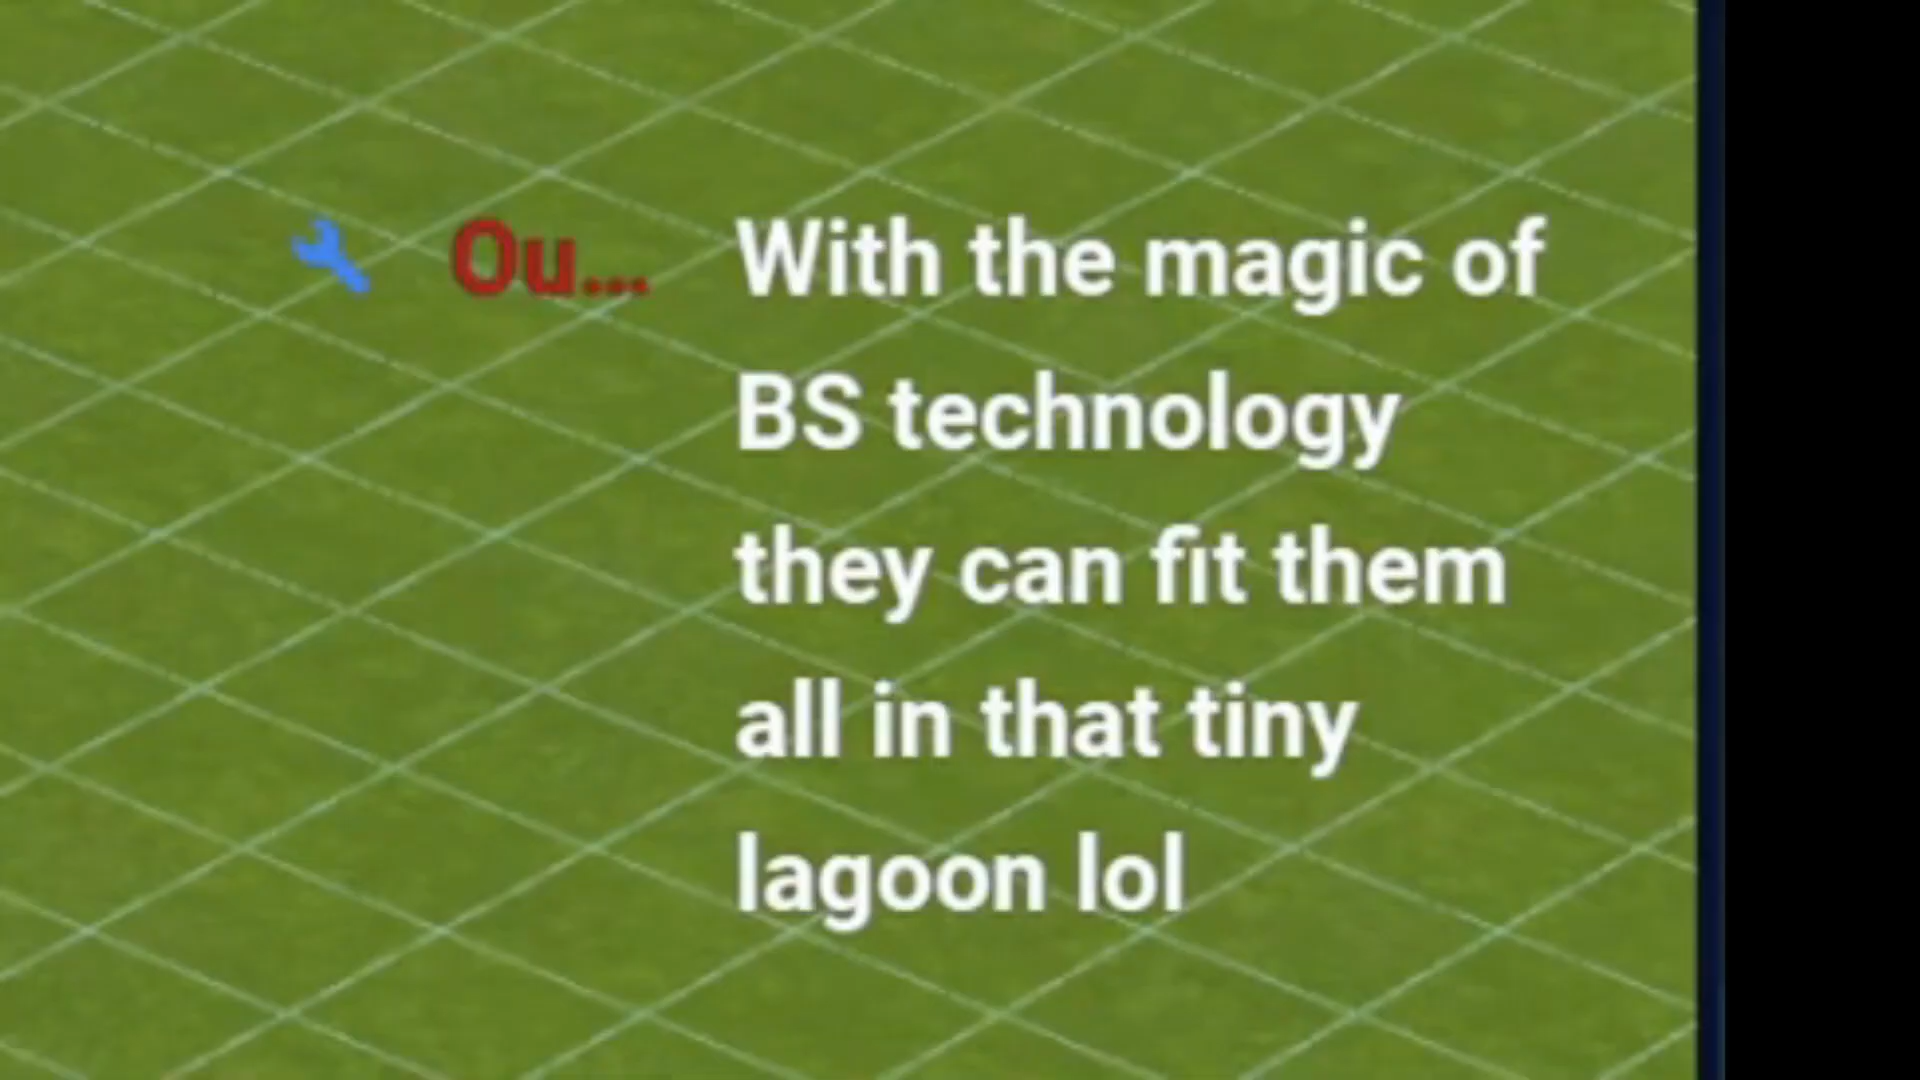 Ou... With the magic of
BS technology
they can fit them
all in that tiny
lagoon lol